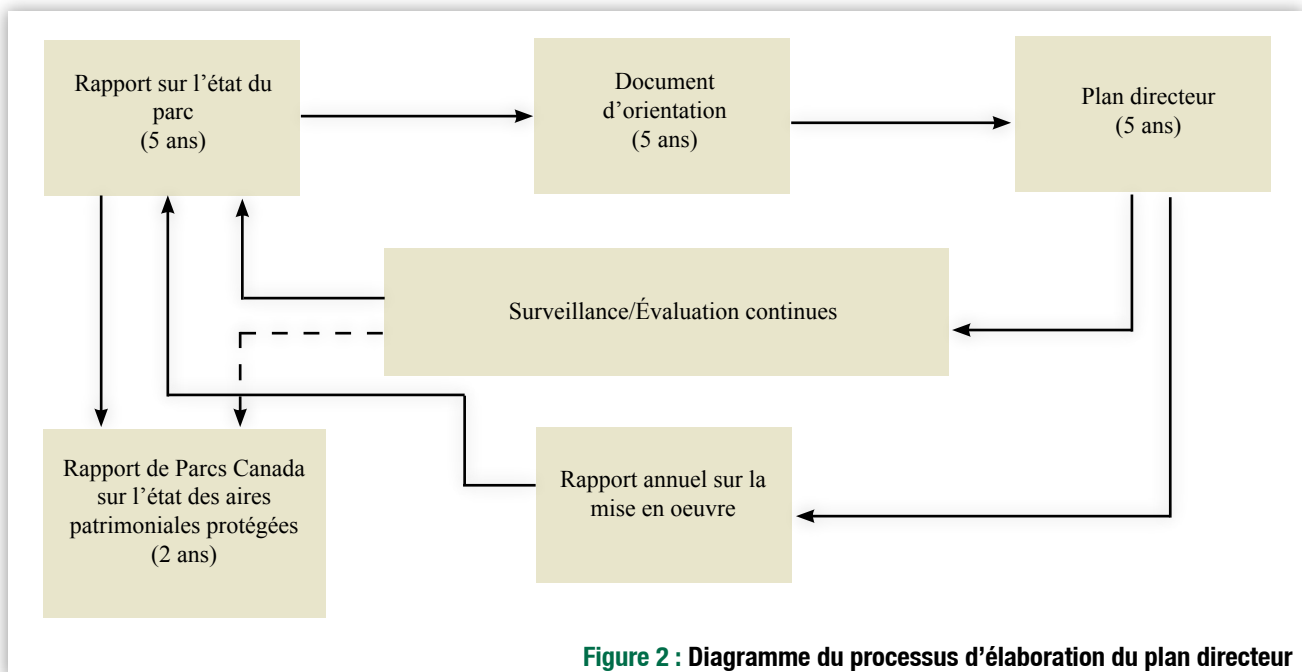 Rapport sur l’état du
parc
(5 ans)
Document
d’orientation
(5 ans)
Plan directeur
(5 ans)
Surveillance/Évaluation continues
Rapport de Parcs Canada
sur l’état des aires
patrimoniales protégées
(2 ans)
Rapport annuel sur la
mise en oeuvre
Figure 2 : Diagramme du processus d’élaboration du plan directeur